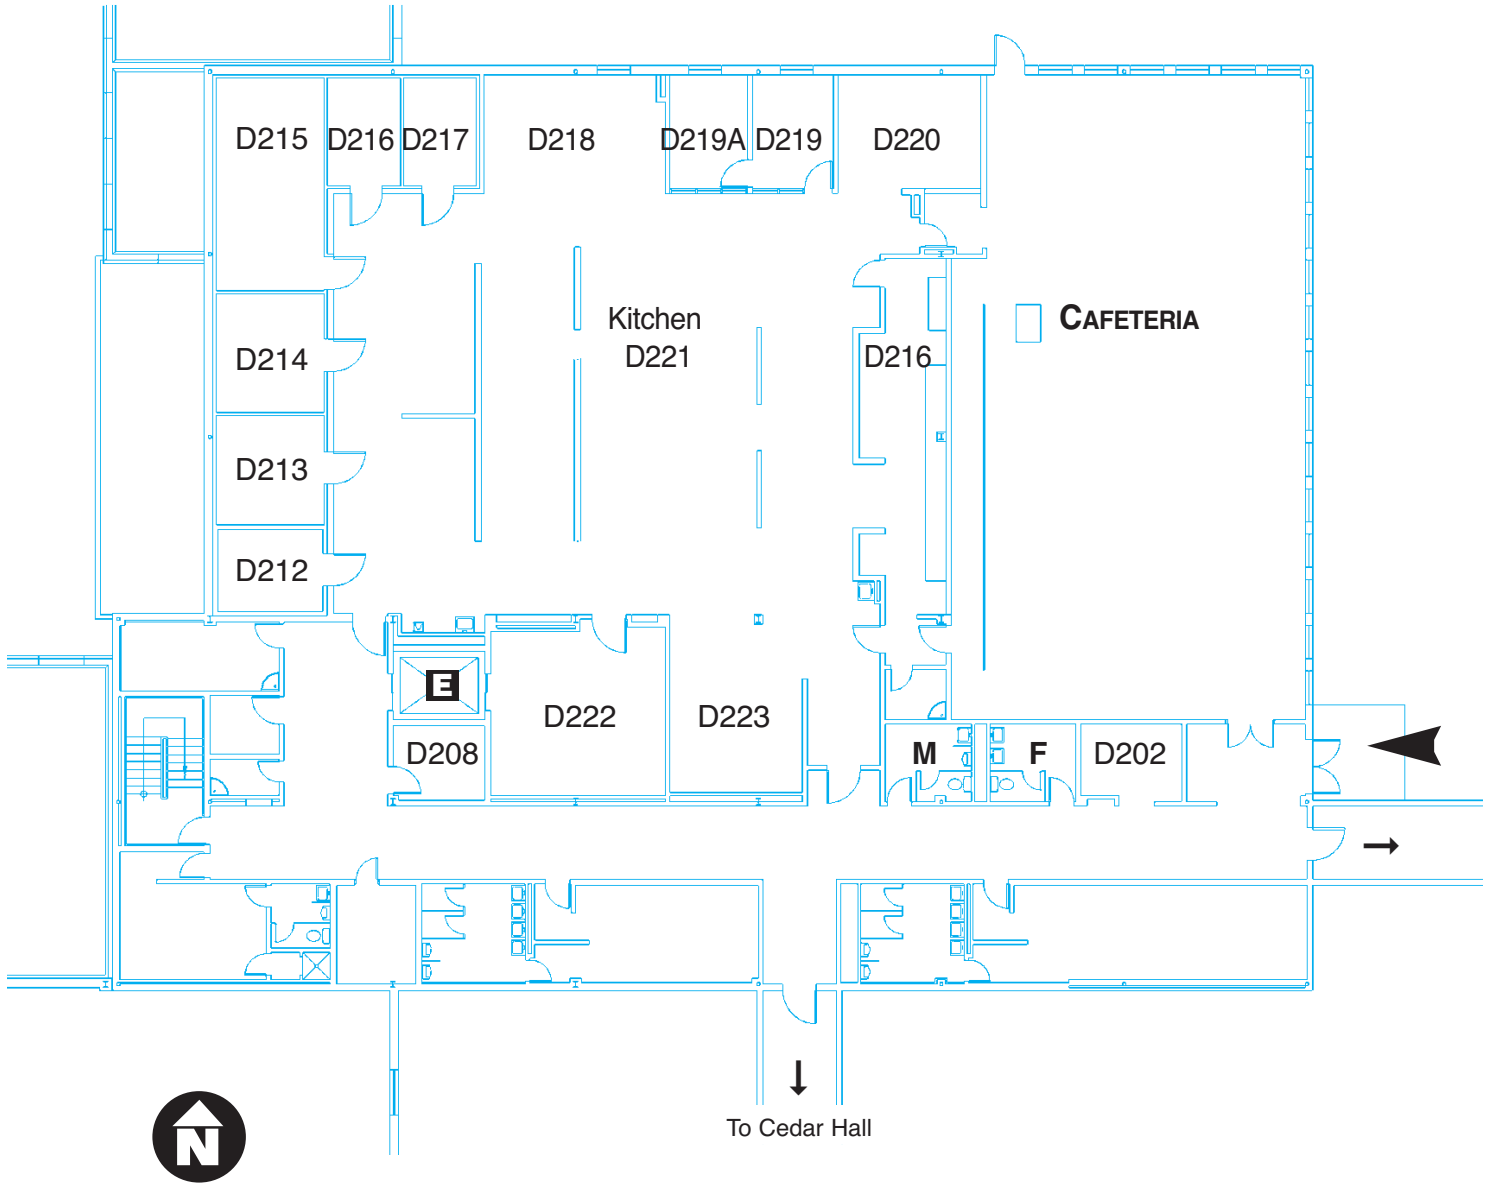 D215
D216
D217
D218
D219A
D219
D220
Kitchen
D221
CAFETERIA
D214
D216
D213
D212
E
D222
D223
D208
M
F
D202
To Cedar Hall
N